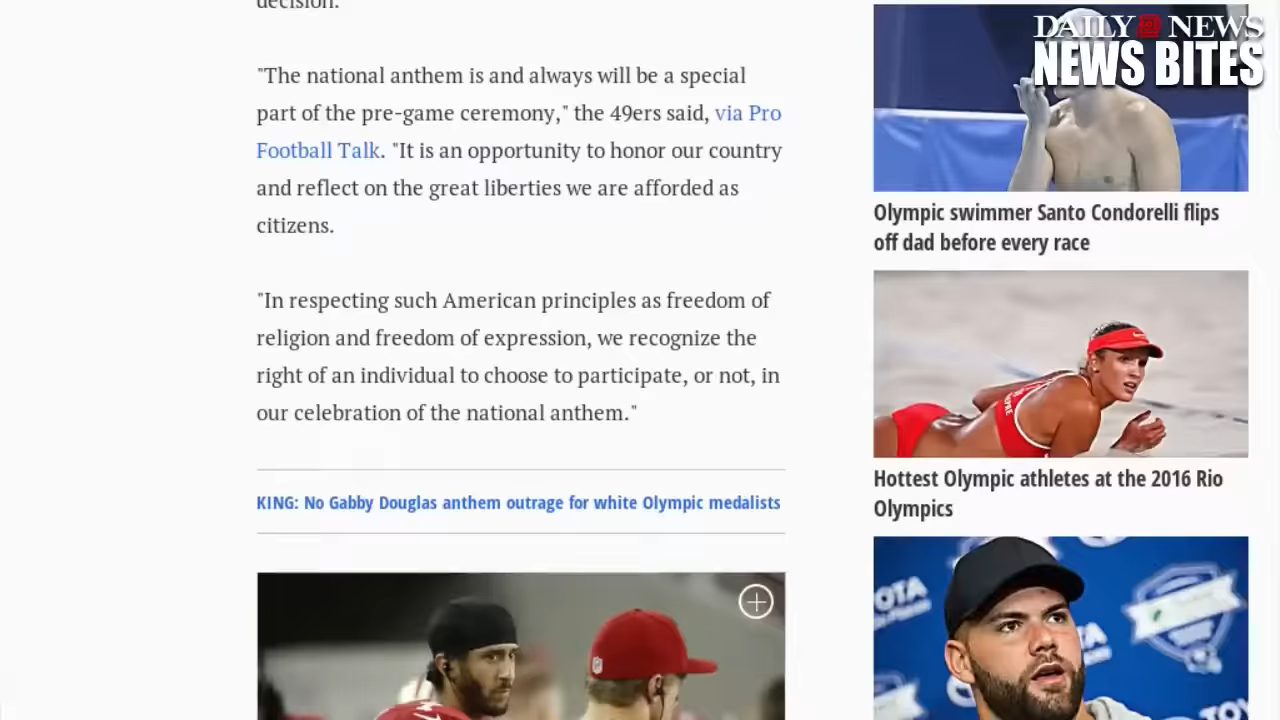 decision.
"The national anthem is and always will be a special
part of the pre-game ceremony," the 49ers said, via Pro
Football Talk. "It is an opportunity to honor our country
and reflect on the great liberties we are afforded as
citizens.
"In respecting such American principles as freedom of
religion and freedom of expression, we recognize the
right of an individual to choose to participate, or not, in
our celebration of the national anthem."
KING: No Gabby Douglas anthem outrage for white Olympic medalists
DAILY NEWS
NEWS BITES
Olympic swimmer Santo Condorelli flips
off dad before every race
Hottest Olympic athletes at the 2016 Rio
Olympics